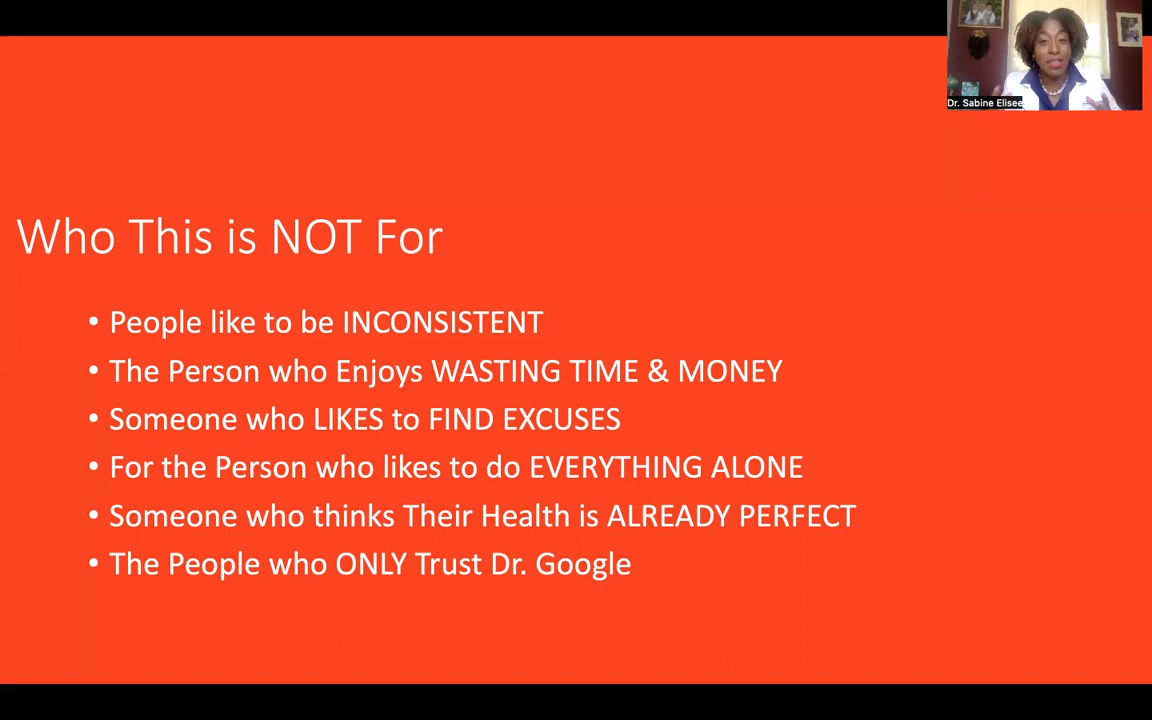 Dr. Sabine Elisee
Who This is NOT For
• People like to be INCONSISTENT
• The Person who Enjoys WASTING TIME & MONEY
• Someone who LIKES to FIND EXCUSES
• For the Person who likes to do EVERYTHING ALONE
• Someone who thinks Their Health is ALREADY PERFECT
• The People who ONLY Trust Dr. Google